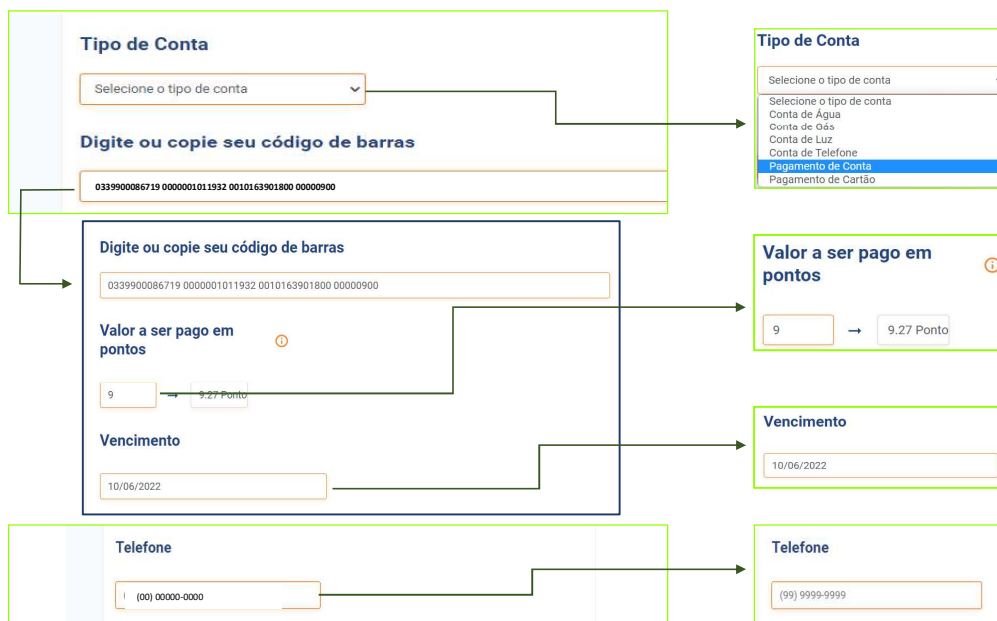 Tipo de Conta
Selecione o tipo de conta
Digite ou copie seu código de barras
0339900086719 0000001011932 0010163901800 00000900
Tipo de Conta
Selecione o tipo de conta
Selecione o tipo de conta
Conta de Água
Conta de Gás
Conta de Luz
Conta de Telefone
Pagamento de Conta
Pagamento de Cartão
Digite ou copie seu código de barras
0339900086719 0000001011932 0010163901800 00000900
Valor a ser pago em
pontos
9 → 9.27 Ponto
Vencimento
10/06/2022
Valor a ser pago em
pontos
9 → 9.27 Ponto
Vencimento
10/06/2022
Telefone
(00) 00000-0000
Telefone
(99) 9999-9999